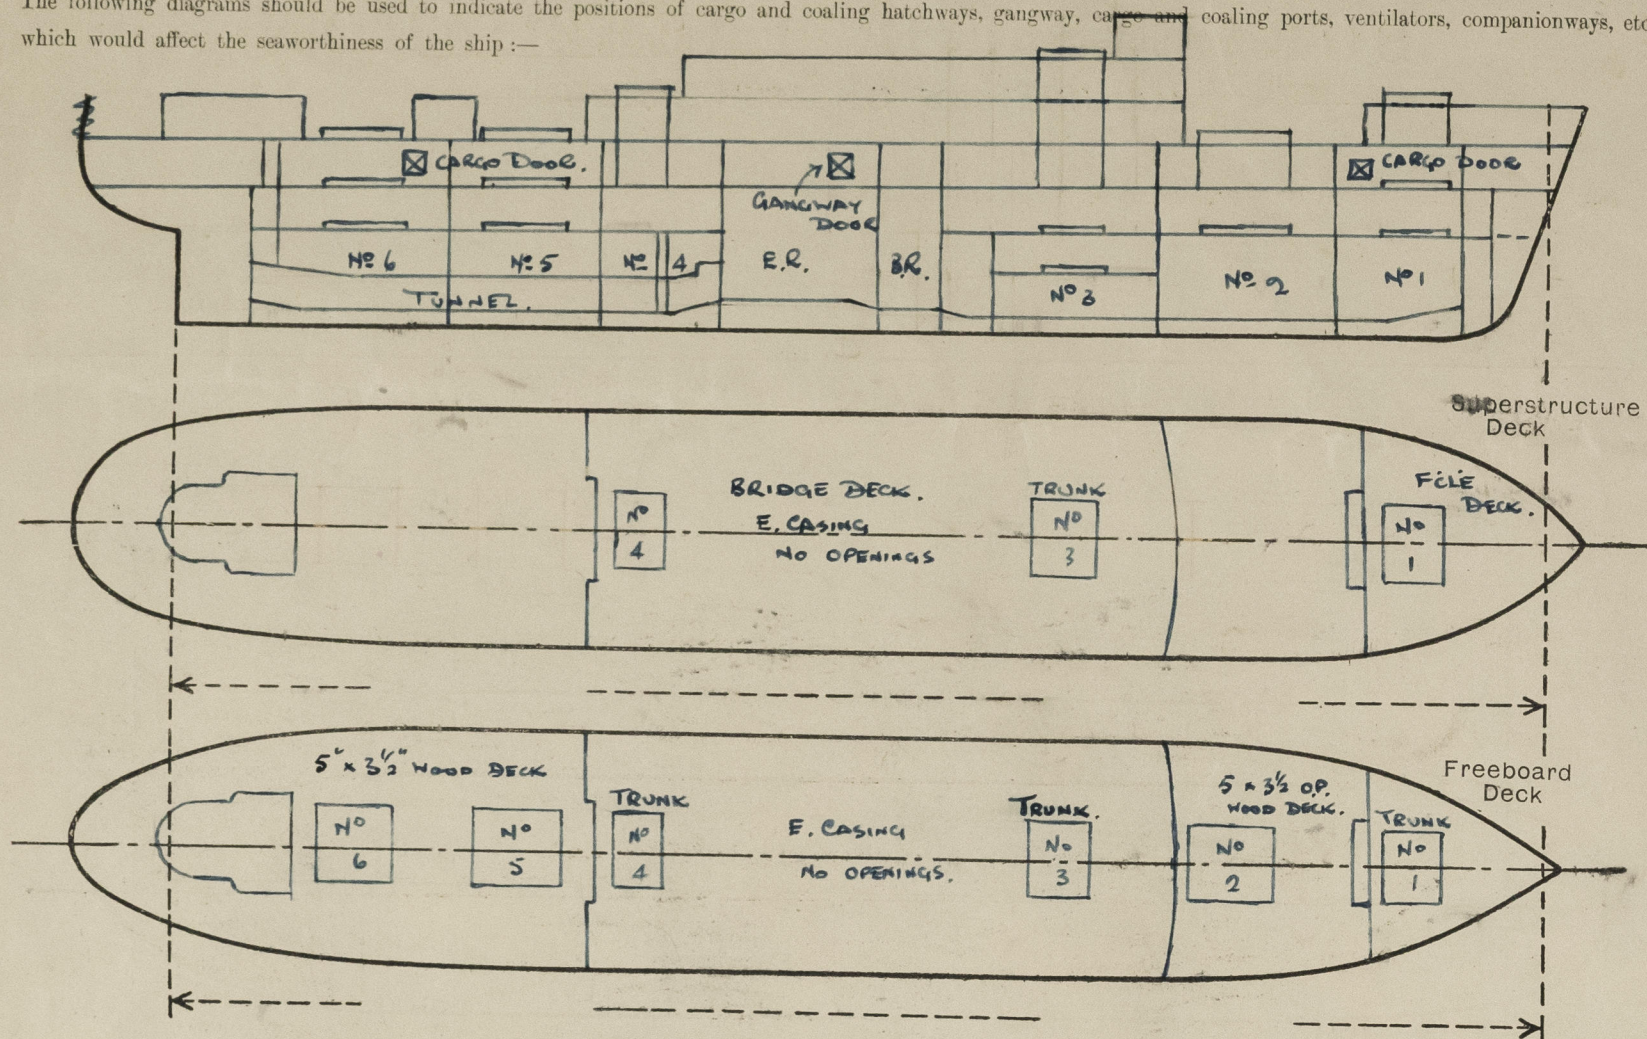 The following diagrams should be used to indicate the positions of cargo and coaling hatchways, gangway, cargo and coaling ports, ventilators, companionways, etc
which would affect the seaworthiness of the ship :—
CARGO DOOR.
CARGO DOOR
GANGWAY
DOOR
Nº 6
Nº 5
Nº 4
E.R.
B.R.
Nº 3
Nº 2
Nº 1
TUNNEL.
Superstructure
Deck
BRIDGE DECK.
E. CASING
NO OPENINGS
Nº
4
TRUNK
Nº
3
FCLE
DECK.
No
1
Freeboard
Deck
5" x 3½" WOOD DECK
Nº
6
Nº
5
TRUNK
Nº
4
E. CASING
No OPENINGS.
TRUNK.
No
3
5 x 3½ O.P.
WOOD DECK.
Nº
2
TRUNK
No
1